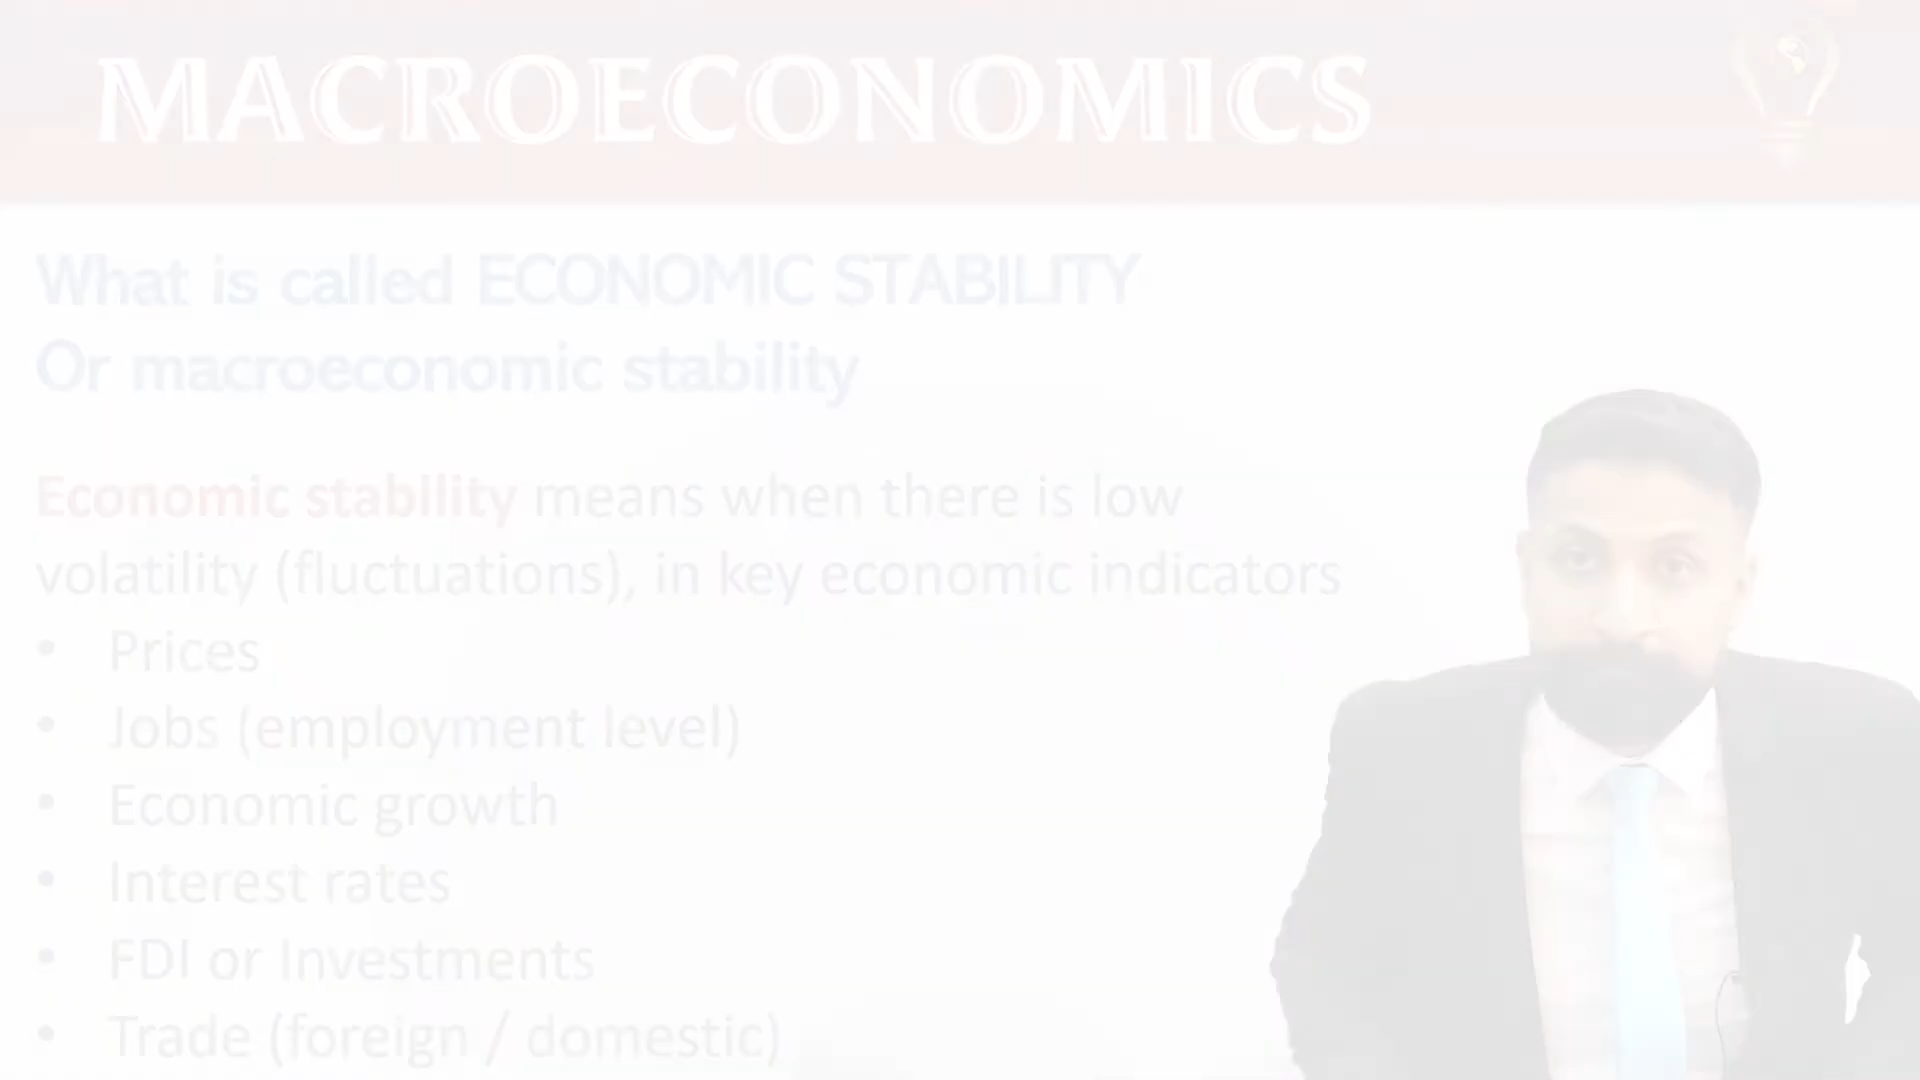 MACROECONOMICS
What is called ECONOMIC STABILITY
Or macroeconomic stability
Economic stability means when there is low
volatility (fluctuations), in key economic indicators
• Prices
• Jobs (employment level)
• Economic growth
• Interest rates
• FDI or Investments
• Trade (foreign / domestic)